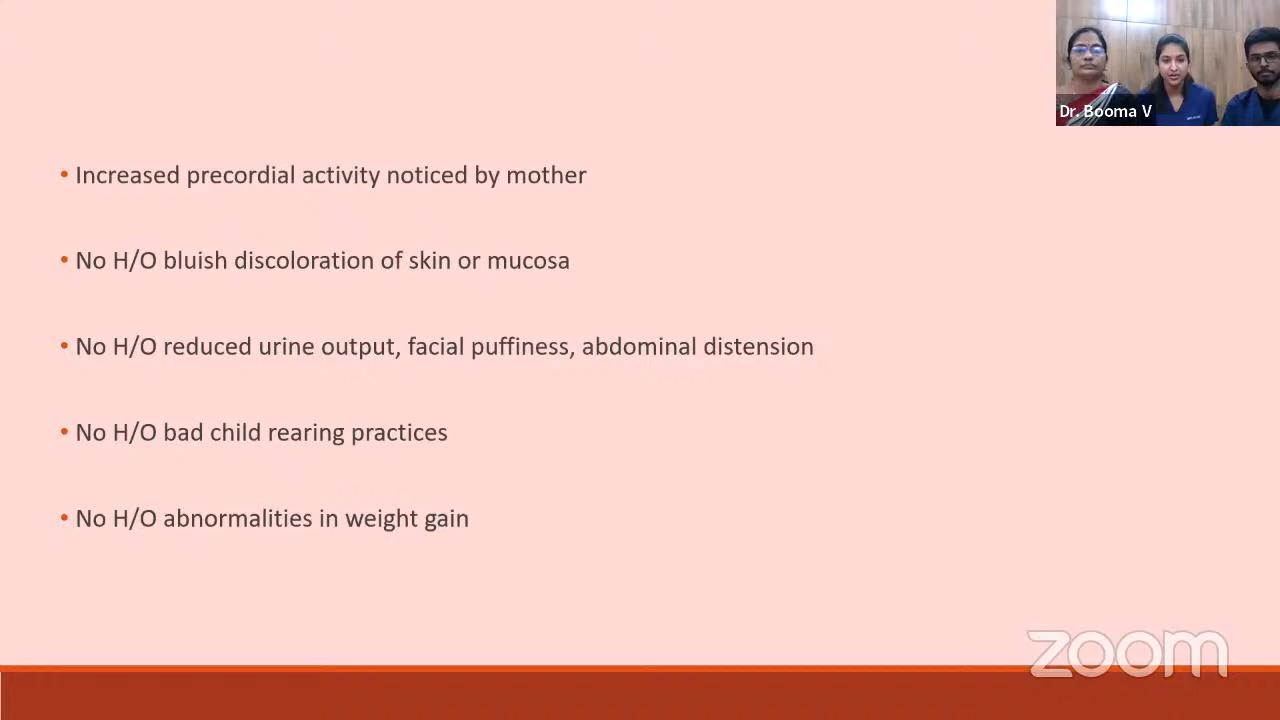 Dr. Booma V
• Increased precordial activity noticed by mother
• No H/O bluish discoloration of skin or mucosa
• No H/O reduced urine output, facial puffiness, abdominal distension
• No H/O bad child rearing practices
• No H/O abnormalities in weight gain
zoom